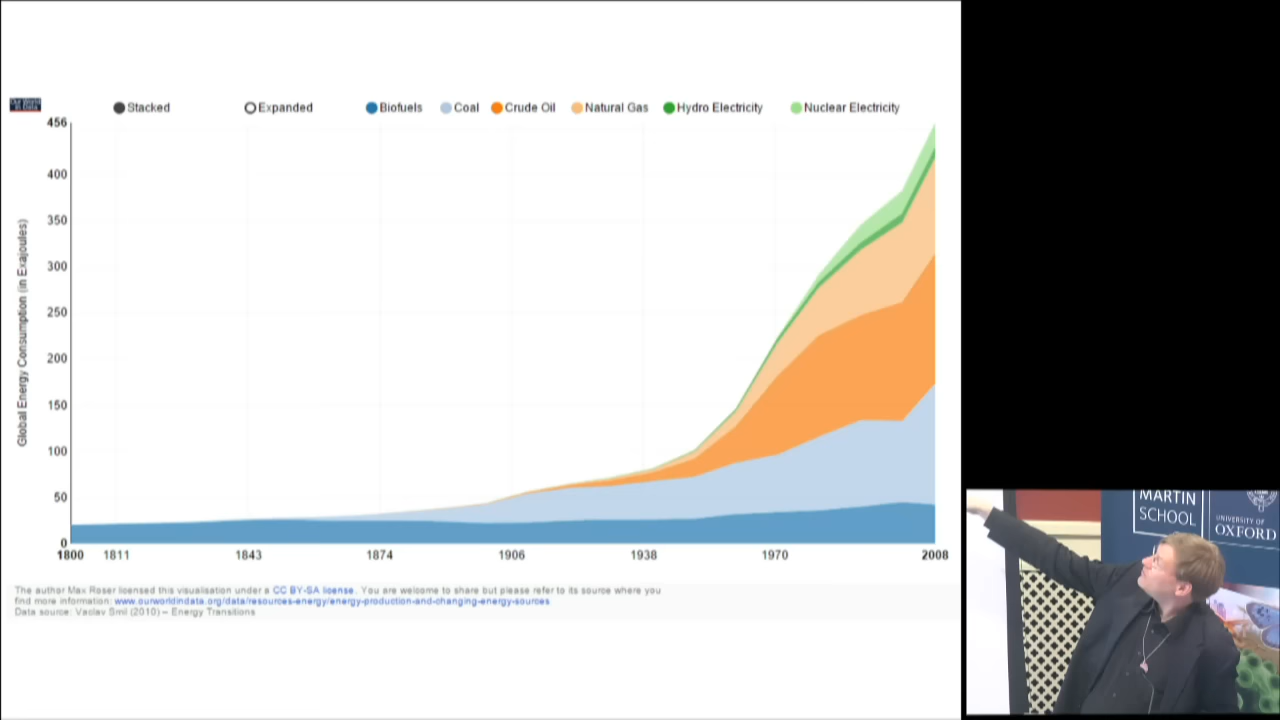 Our World
in Data
Stacked Expanded Biofuels Coal Crude Oil Natural Gas Hydro Electricity Nuclear Electricity
Global Energy Consumption (in Exajoules)
456
400
350
300
250
200
150
100
50
0
1800 1811 1843 1874 1906 1938 1970 2008
The author Max Roser licensed this visualisation under a CC BY-SA license. You are welcome to share but please refer to its source where you
find more information: www.ourworldindata.org/data/resources-energy/energy-production-and-changing-energy-sources
Data source: Vaclav Smil (2010) – Energy Transitions
MARTIN
SCHOOL
UNIVERSITY OF
OXFORD